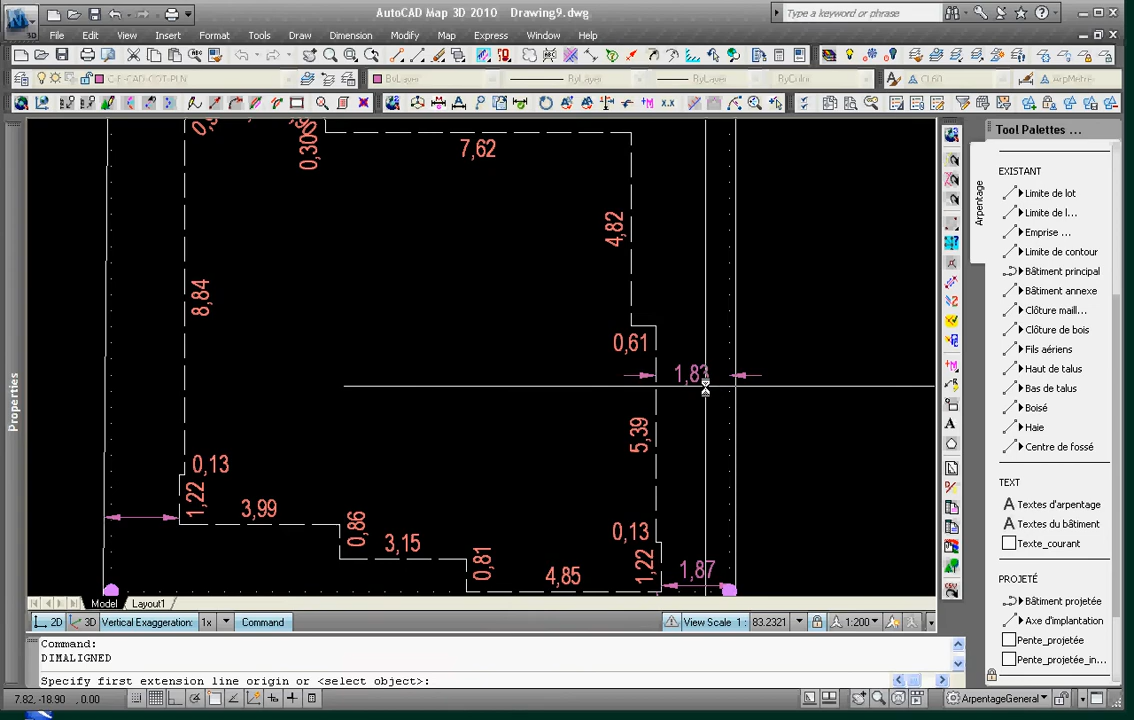 AutoCAD Map 3D 2010 Drawing9.dwg
Type a keyword or phrase
File Edit View Insert Format Tools Draw Dimension Modify Map Express Window Help
ByLayer ByLayer ByLayer ByColor CL60
7,62
0,300
4,82
8,84
0,61
1,83
5,39
0,13
1,22
3,99
0,86
3,15
0,81
4,85
0,13
1,22
1,87
Properties
Tool Palettes ...
Arpentage
EXISTANT
Limite de lot
Limite de l...
Emprise ...
Limite de contour
Bâtiment principal
Bâtiment annexe
Clôture maill...
Clôture de bois
Fils aériens
Haut de talus
Bas de talus
Boisé
Haie
Centre de fossé
TEXT
Textes d'arpentage
Textes du bâtiment
Texte_courant
PROJETÉ
Bâtiment projetée
Axe d'implantation
Pente_projetée
Pente_projetée_in...
Model Layout1
2D 3D Vertical Exaggeration: 1x Command View Scale 1 : 83.2321 1:200
Command:
DIMALIGNED
Specify first extension line origin or <select object>:
7.82, -18.90 , 0.00 ArpentageGeneral